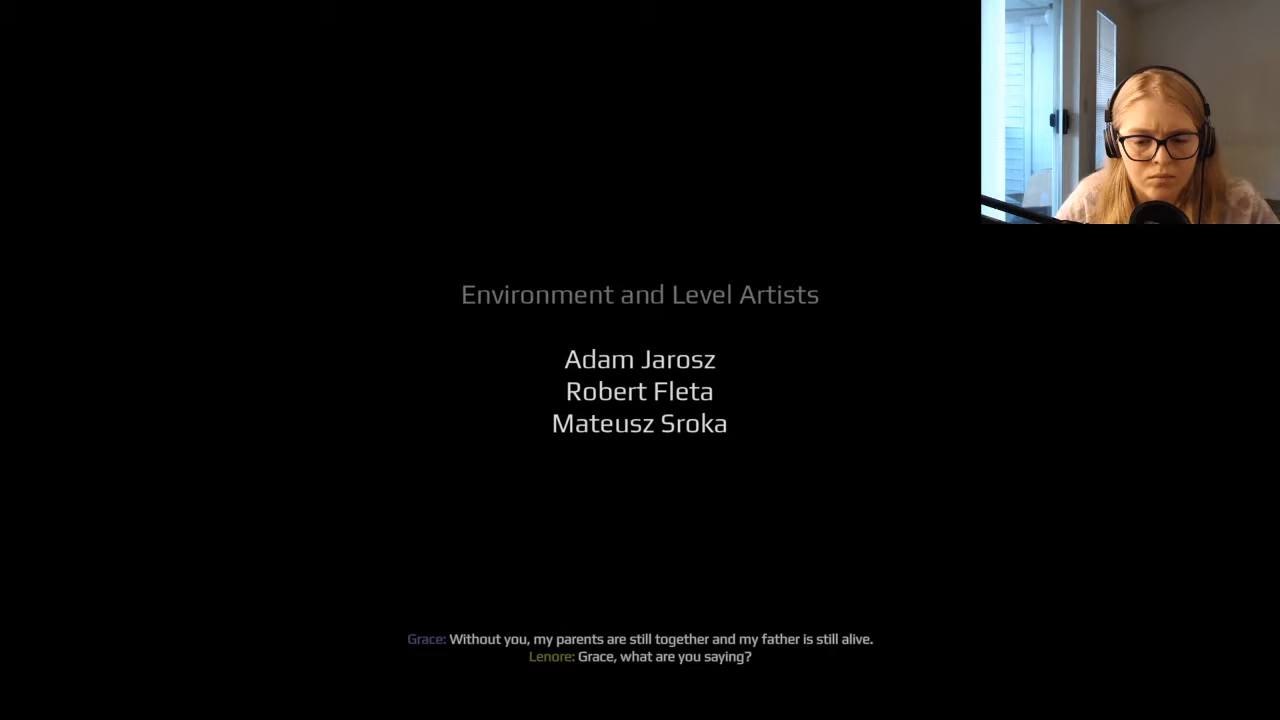 Environment and Level Artists
Adam Jarosz
Robert Fleta
Mateusz Sroka
Grace: Without you, my parents are still together and my father is still alive.
Lenore: Grace, what are you saying?